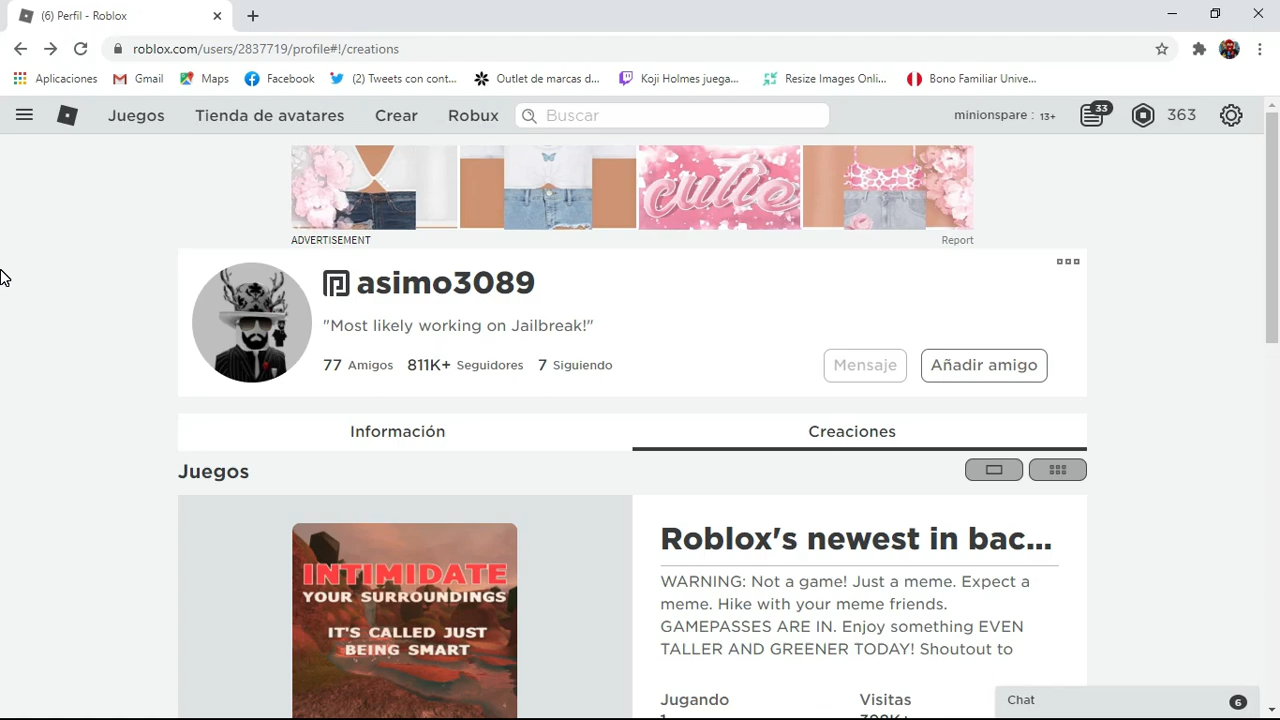 (6) Perfil - Roblox
roblox.com/users/2837719/profile#!/creations
Aplicaciones Gmail Maps Facebook (2) Tweets con cont... Outlet de marcas d... Koji Holmes juega... Resize Images Onli... Bono Familiar Unive...
Juegos Tienda de avatares Crear Robux Buscar minionspare : 13+ 33 363
cutie
ADVERTISEMENT Report
asimo3089
"Most likely working on Jailbreak!"
77 Amigos 811K+ Seguidores 7 Siguiendo Mensaje Añadir amigo
Información Creaciones
Juegos
INTIMIDATE
YOUR SURROUNDINGS
IT'S CALLED JUST
BEING SMART
Roblox's newest in bac...
WARNING: Not a game! Just a meme. Expect a
meme. Hike with your meme friends.
GAMEPASSES ARE IN. Enjoy something EVEN
TALLER AND GREENER TODAY! Shoutout to
Jugando Visitas
Chat 6